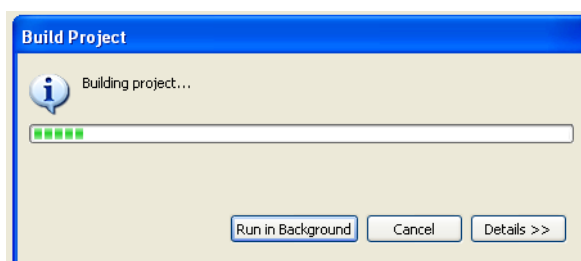 Build Project
Building project...
Run in Background Cancel Details >>